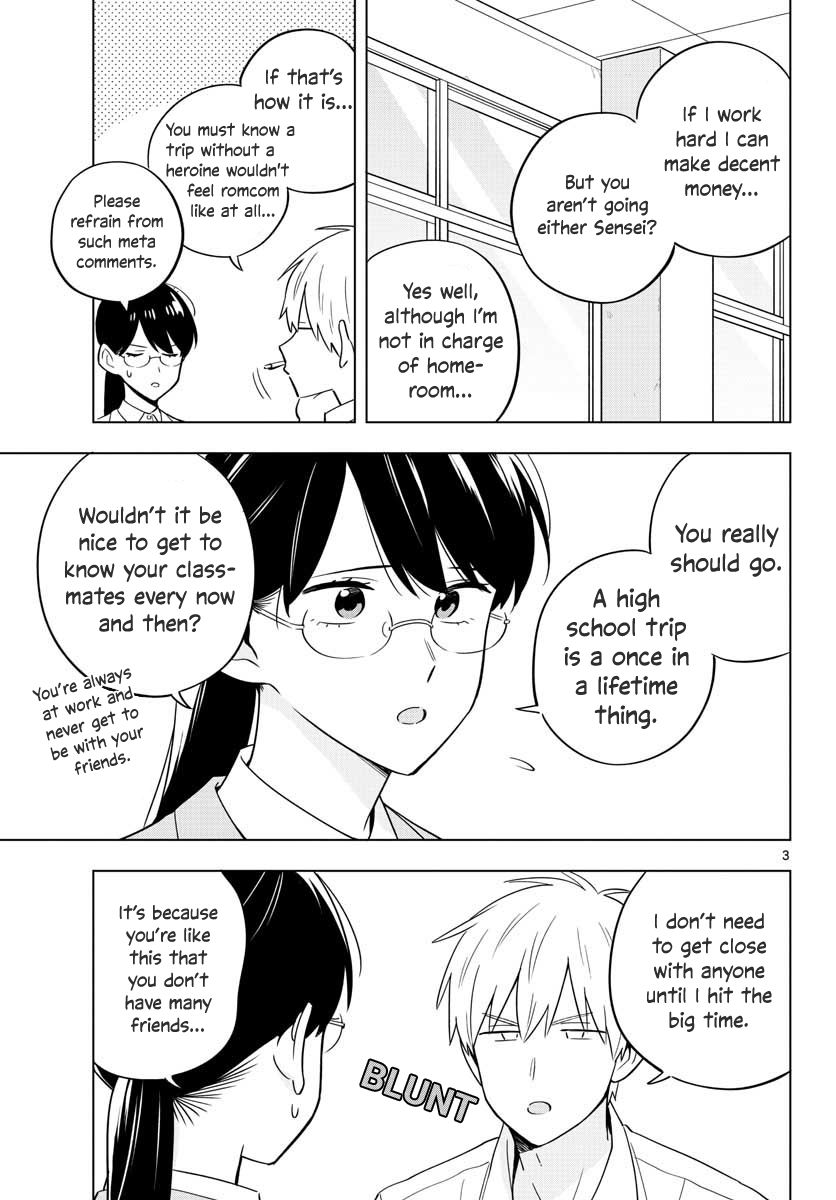 If I work
hard I can
make decent
money...
But you
aren't going
either Sensei?
Yes well,
although I'm
not in charge
of home-
room...
If that's
how it is...
You must know a
trip without a
heroine wouldn't
feel romcom
like at all...
Please
refrain from
such meta
comments.
You really
should go.
A high
school trip
is a once in
a lifetime
thing.
Wouldn't it be
nice to get to
know your class-
mates every now
and then?
You're always
at work and
never get to
be with your
friends.
3
I don't need
to get close
with anyone
until I hit the
big time.
BLUNT
It's because
you're like
this that
you don't
have many
friends...